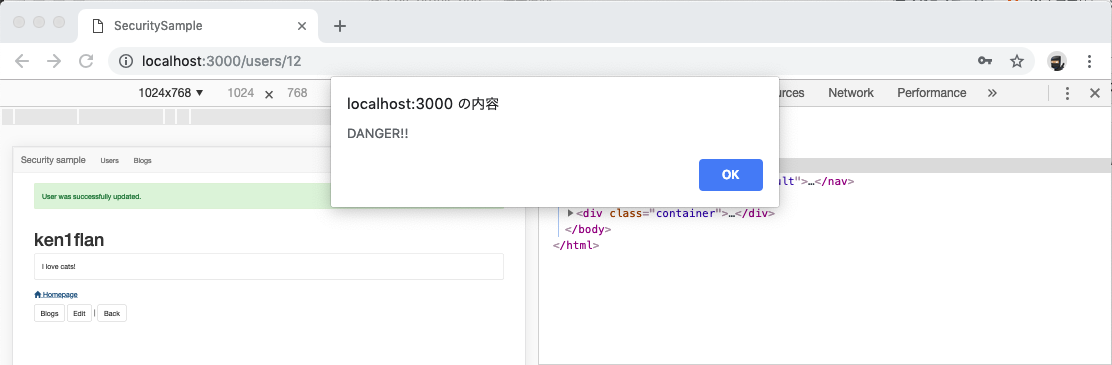 SecuritySample
localhost:3000/users/12
1024x768 ▼ 1024 × 768
ources Network Performance »
localhost:3000 の内容
DANGER!!
OK
Security sample Users Blogs
User was successfully updated.
ken1flan
I love cats!
Homepage
Blogs Edit | Back
ult">…</nav>
▶<div class="container">…</div>
</body>
</html>